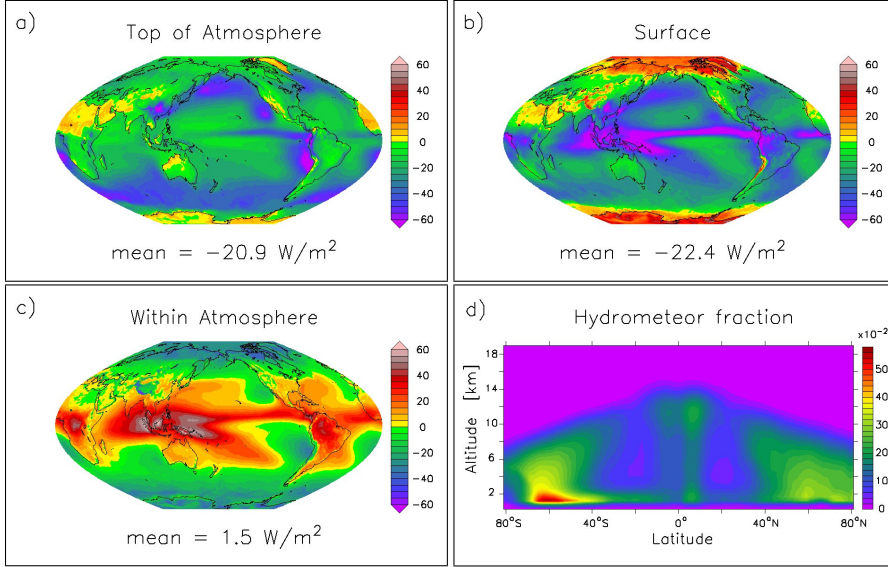 a)
Top of Atmosphere
60
40
20
0
−20
−40
−60
mean = −20.9 W/m²
b)
Surface
60
40
20
0
−20
−40
−60
mean = −22.4 W/m²
c)
Within Atmosphere
60
40
20
0
−20
−40
−60
mean = 1.5 W/m²
d)
Hydrometeor fraction
x10⁻²
18
14
10
6
2
Altitude [km]
50
40
30
20
10
0
80°S
40°S
0°
40°N
80°N
Latitude